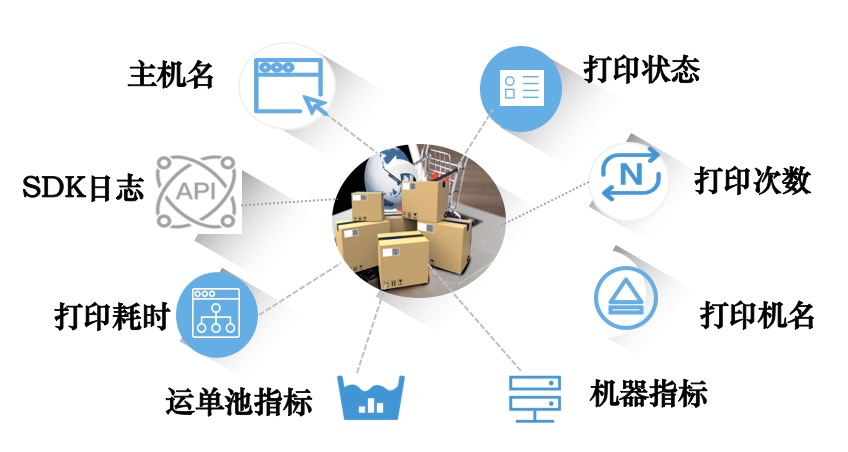 主机名
打印状态
SDK日志
API
N
打印次数
打印耗时
打印机名
运单池指标
机器指标